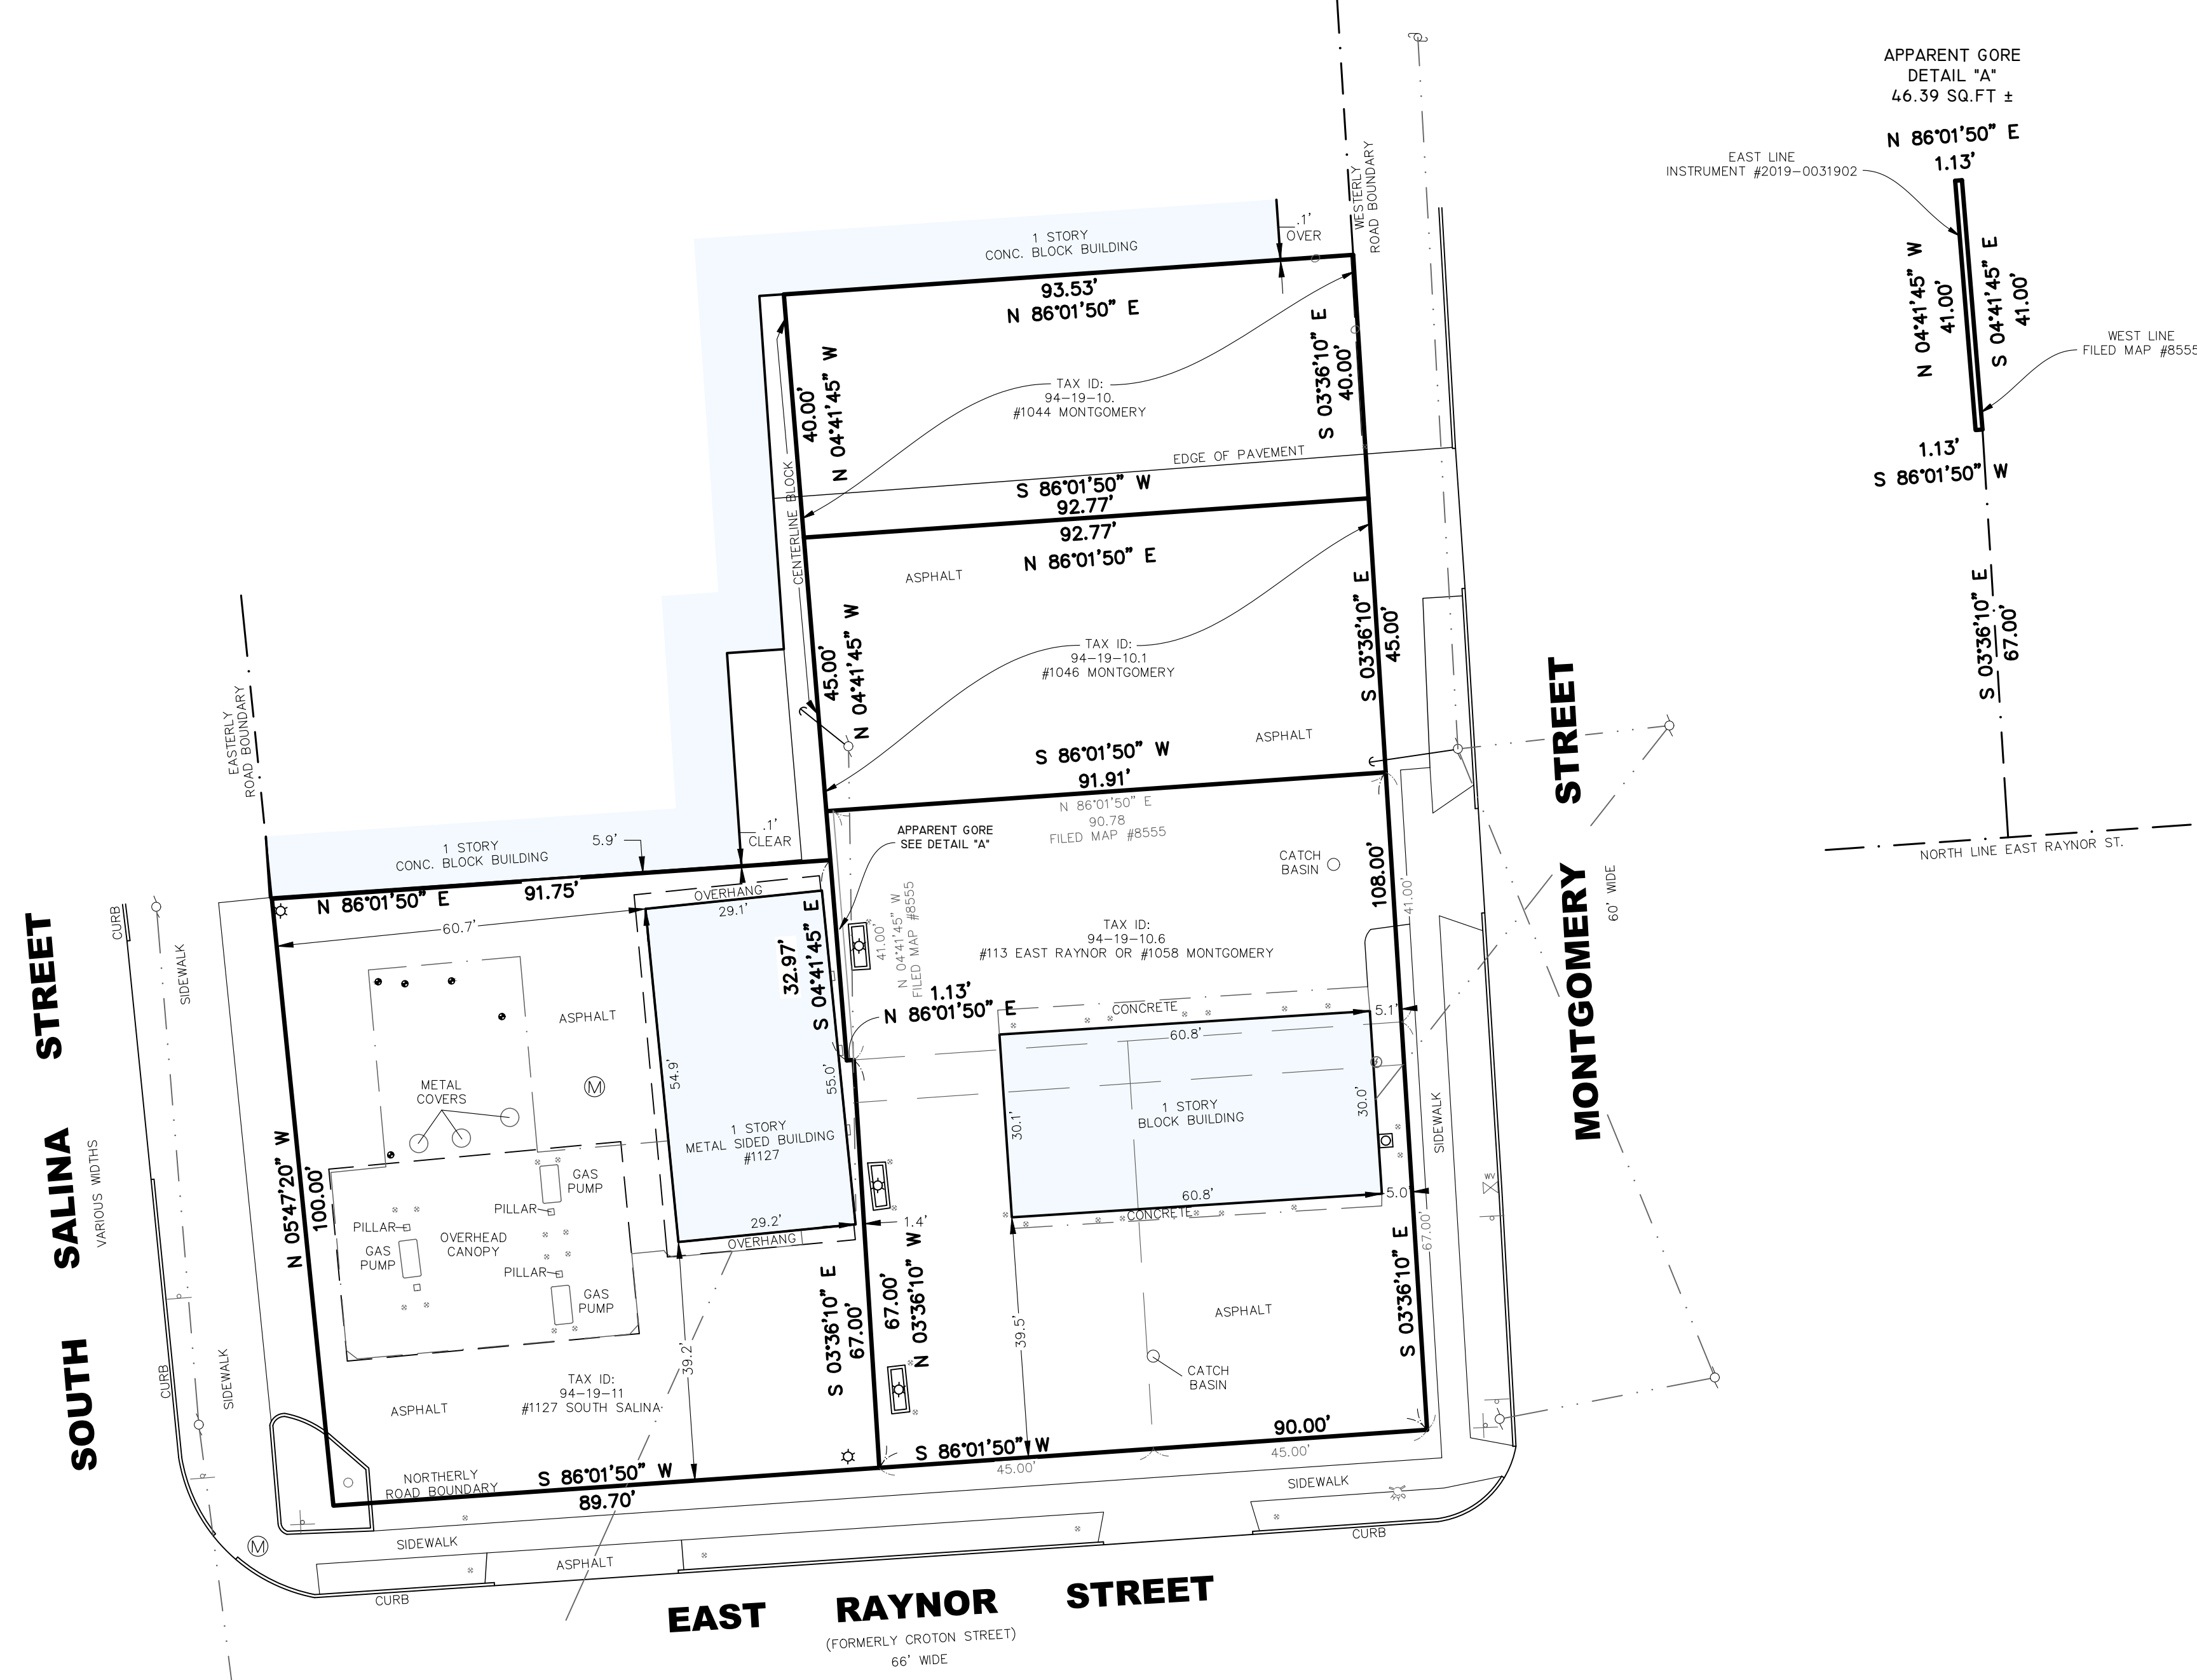 APPARENT GORE
DETAIL "A"
46.39 SQ.FT ±
N 86°01'50" E
1.13'
EAST LINE
INSTRUMENT #2019-0031902
N 04°41'45" W
41.00'
S 04°41'45" E
41.00'
WEST LINE
FILED MAP #8555
1.13'
S 86°01'50" W
S 03°36'10" E
67.00'
NORTH LINE EAST RAYNOR ST.
WESTERLY
ROAD BOUNDARY
.1'
OVER
1 STORY
CONC. BLOCK BUILDING
93.53'
N 86°01'50" E
40.00'
N 04°41'45" W
S 03°36'10" E
40.00'
TAX ID:
94-19-10.
#1044 MONTGOMERY
EDGE OF PAVEMENT
CENTERLINE BLOCK
S 86°01'50" W
92.77'
92.77'
N 86°01'50" E
ASPHALT
45.00'
N 04°41'45" W
S 03°36'10" E
45.00'
TAX ID:
94-19-10.1
#1046 MONTGOMERY
ASPHALT
S 86°01'50" W
91.91'
N 86°01'50" E
90.78
FILED MAP #8555
EASTERLY
ROAD BOUNDARY
1 STORY
CONC. BLOCK BUILDING
5.9'
.1'
CLEAR
APPARENT GORE
SEE DETAIL "A"
CATCH
BASIN
108.00'
41.00'
N 86°01'50" E
91.75'
OVERHANG
29.1'
60.7'
32.97'
S 04°41'45" E
41.00'
N 04°41'45" W
FILED MAP #8555
TAX ID:
94-19-10.6
#113 EAST RAYNOR OR #1058 MONTGOMERY
1.13'
N 86°01'50" E
CONCRETE
60.8'
5.1'
ASPHALT
METAL
COVERS
M
54.9'
55.0'
1 STORY
METAL SIDED BUILDING
#1127
29.2'
OVERHANG
1.4'
30.1'
1 STORY
BLOCK BUILDING
30.0'
60.8'
5.0'
CONCRETE
N 05°47'20" W
100.00'
GAS
PUMP
PILLAR
PILLAR
OVERHEAD
CANOPY
GAS
PUMP
PILLAR
GAS
PUMP
S 03°36'10" E
67.00'
67.00'
N 03°36'10" W
39.5'
39.2'
ASPHALT
CATCH
BASIN
S 03°36'10" E
67.00'
TAX ID:
94-19-11
#1127 SOUTH SALINA
ASPHALT
NORTHERLY
ROAD BOUNDARY
S 86°01'50" W
89.70'
S 86°01'50" W
90.00'
45.00'
45.00'
SIDEWALK
SIDEWALK
SIDEWALK
SIDEWALK
SIDEWALK
WV
CURB
CURB
CURB
CURB
ASPHALT
M
SOUTH SALINA STREET
VARIOUS WIDTHS
MONTGOMERY STREET
60' WIDE
EAST RAYNOR STREET
(FORMERLY CROTON STREET)
66' WIDE